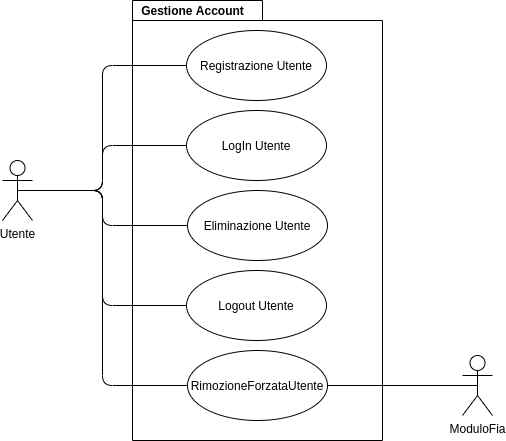 Gestione Account
Registrazione Utente
LogIn Utente
Eliminazione Utente
Utente
Logout Utente
RimozioneForzataUtente
ModuloFia